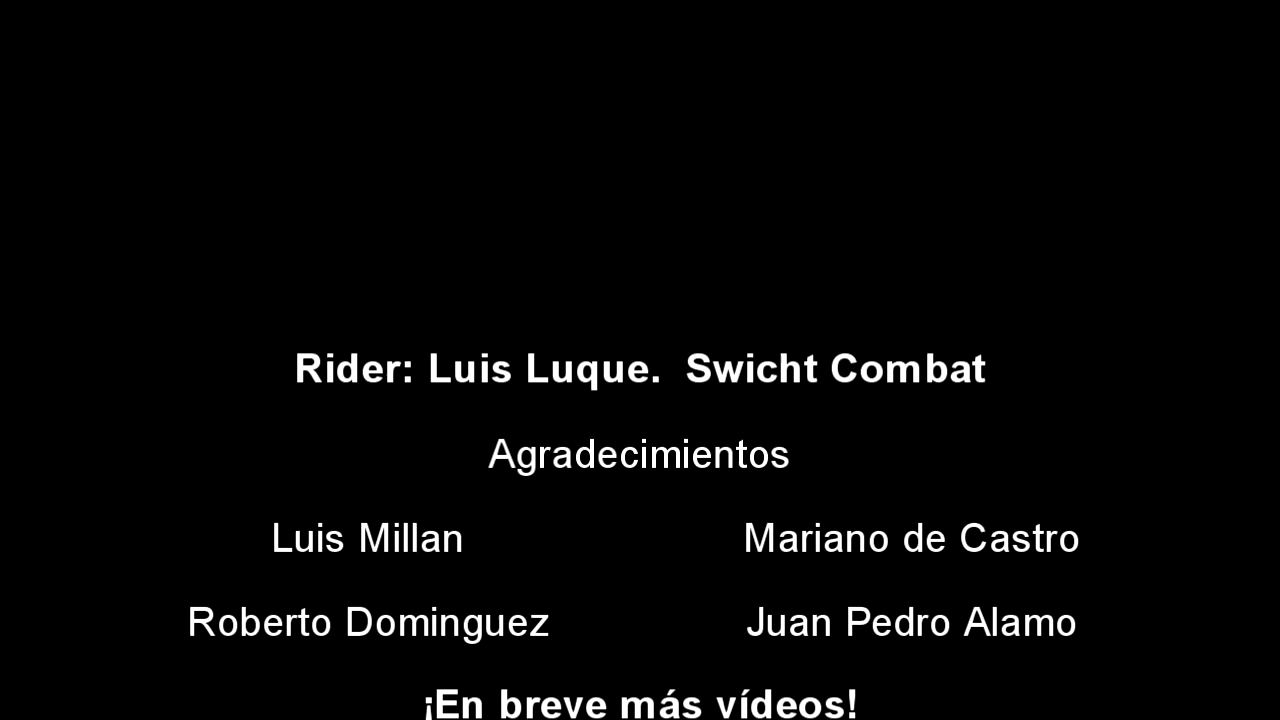 Rider: Luis Luque.  Swicht Combat
Agradecimientos
Luis Millan Mariano de Castro
Roberto Dominguez Juan Pedro Alamo
¡En breve más vídeos!